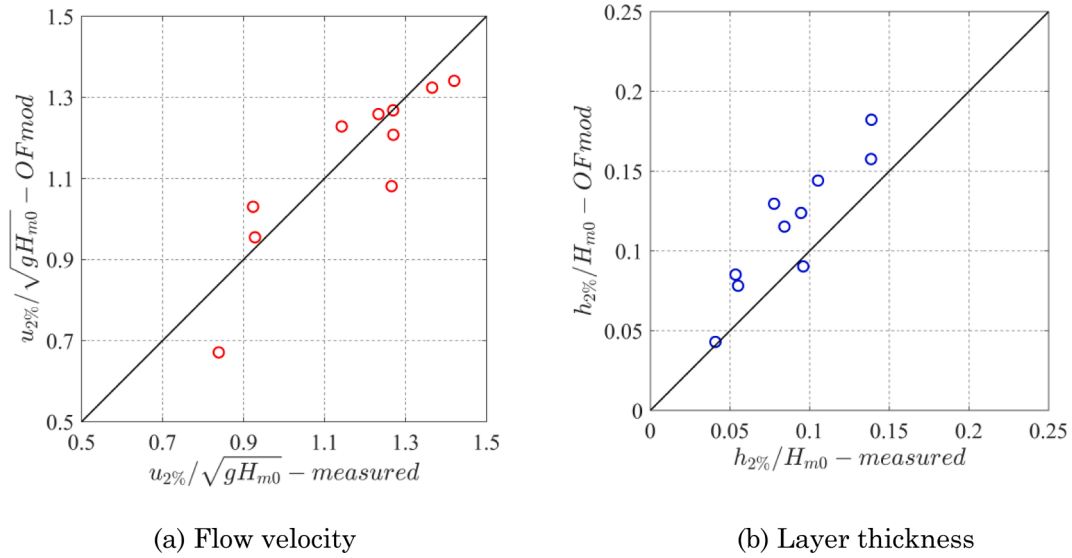 1.5
1.3
1.1
0.9
0.7
0.5
u2%/√gHm0 − OFmod
0.5 0.7 0.9 1.1 1.3 1.5
u2%/√gHm0 − measured
(a) Flow velocity
0.25
0.2
0.15
0.1
0.05
0
h2%/Hm0 − OFmod
0 0.05 0.1 0.15 0.2 0.25
h2%/Hm0 − measured
(b) Layer thickness